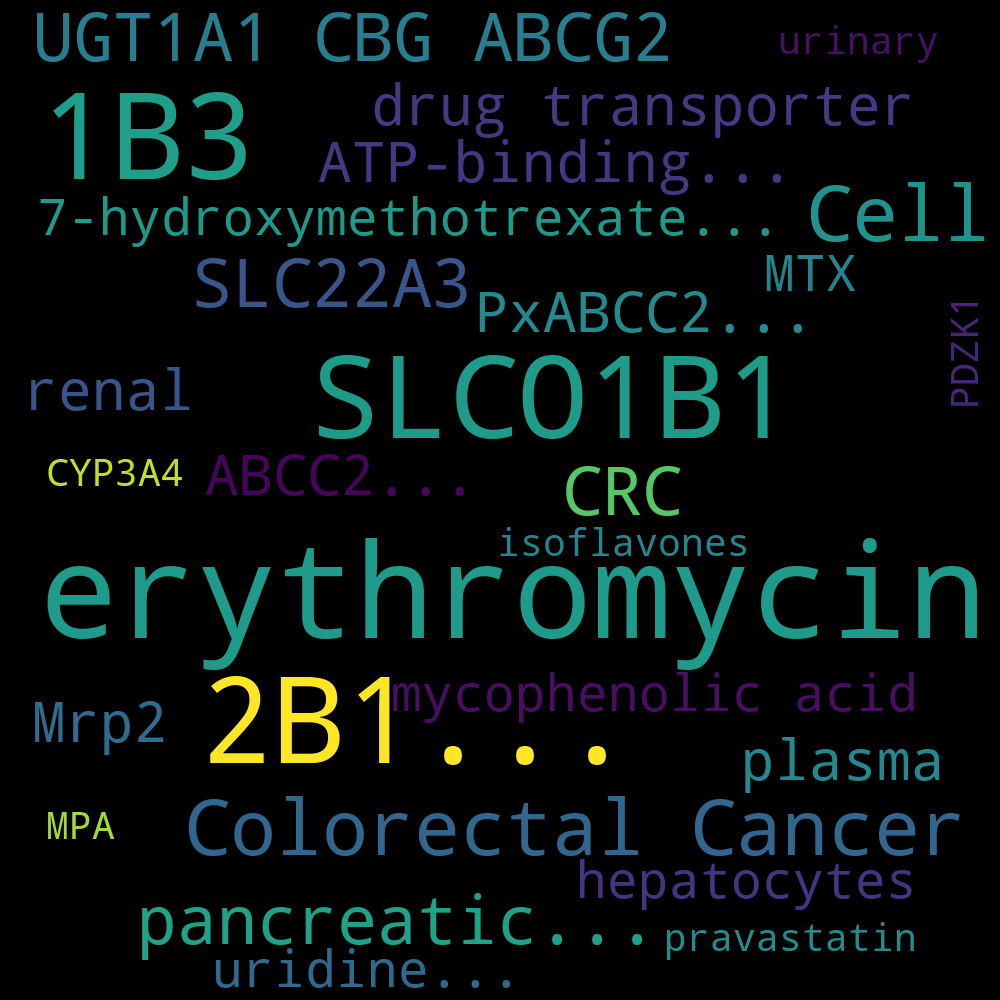 UGT1A1 CBG ABCG2
urinary
1B3
drug transporter
ATP-binding...
7-hydroxymethotrexate...
Cell
SLC22A3
MTX
PxABCC2...
PDZK1
SLCO1B1
renal
CYP3A4
ABCC2...
CRC
isoflavones
erythromycin
2B1...
mycophenolic acid
Mrp2
plasma
MPA
Colorectal Cancer
hepatocytes
pancreatic...
pravastatin
uridine...